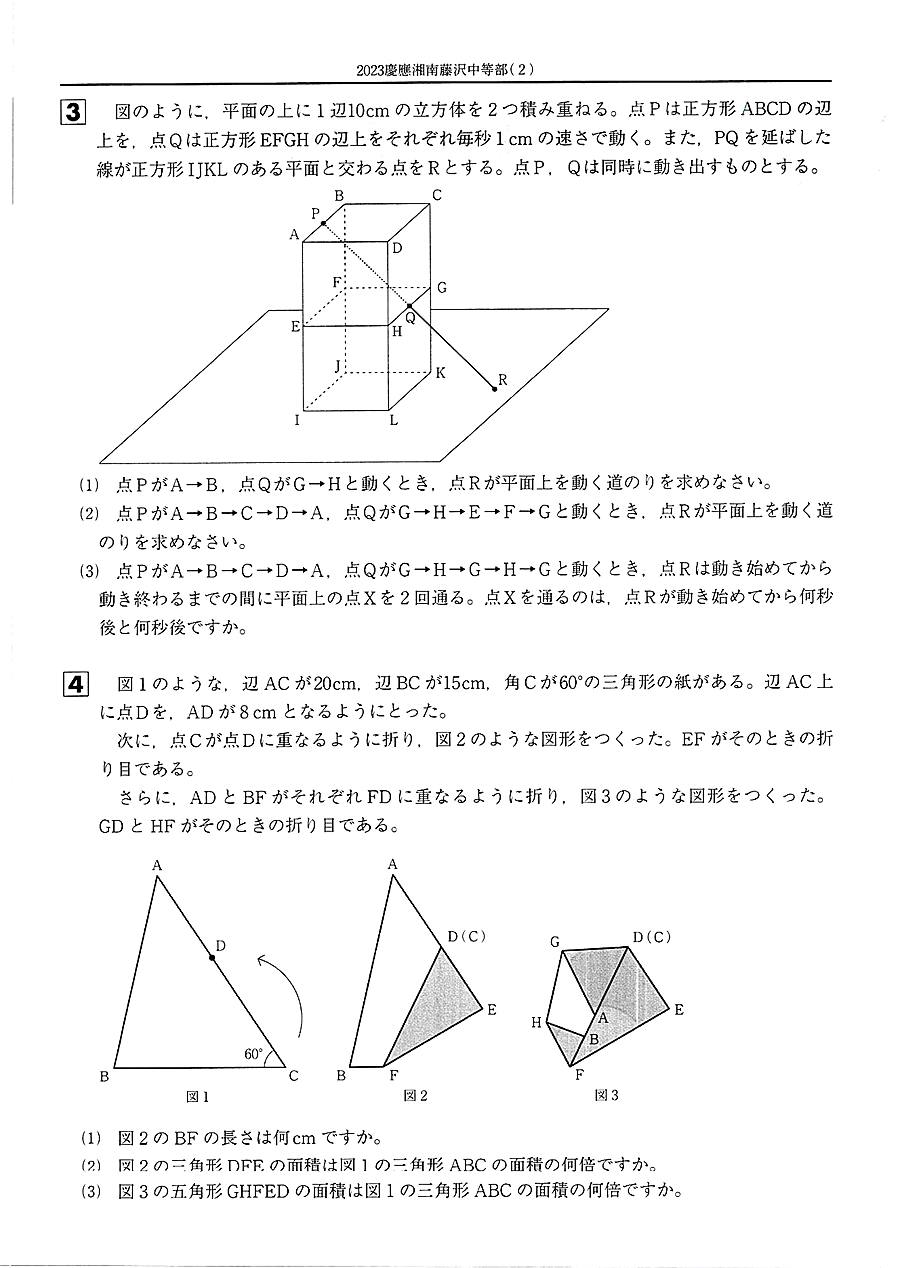 2023慶應湘南藤沢中等部(2)
3 図のように，平面の上に1辺10cmの立方体を2つ積み重ねる。点Pは正方形ABCDの辺
上を，点Qは正方形EFGHの辺上をそれぞれ毎秒1cmの速さで動く。また，PQを延ばした
線が正方形IJKLのある平面と交わる点をRとする。点P，Qは同時に動き出すものとする。
B
C
P
A
D
F
G
Q
E
H
J
K
R
I
L
(1) 点PがA→B，点QがG→Hと動くとき，点Rが平面上を動く道のりを求めなさい。
(2) 点PがA→B→C→D→A，点QがG→H→E→F→Gと動くとき，点Rが平面上を動く道
のりを求めなさい。
(3) 点PがA→B→C→D→A，点QがG→H→G→H→Gと動くとき，点Rは動き始めてから
動き終わるまでの間に平面上の点Xを2回通る。点Xを通るのは，点Rが動き始めてから何秒
後と何秒後ですか。
4 図1のような，辺ACが20cm，辺BCが15cm，角Cが60°の三角形の紙がある。辺AC上
に点Dを，ADが8cmとなるようにとった。
次に，点Cが点Dに重なるように折り，図2のような図形をつくった。EFがそのときの折
り目である。
さらに，ADとBFがそれぞれFDに重なるように折り，図3のような図形をつくった。
GDとHFがそのときの折り目である。
A
D
60°
B
C
図1
A
D(C)
E
B
F
図2
G
D(C)
E
H
A
B
F
図3
(1) 図2のBFの長さは何cmですか。
(2) 図2の三角形DFEの面積は図1の三角形ABCの面積の何倍ですか。
(3) 図3の五角形GHFEDの面積は図1の三角形ABCの面積の何倍ですか。